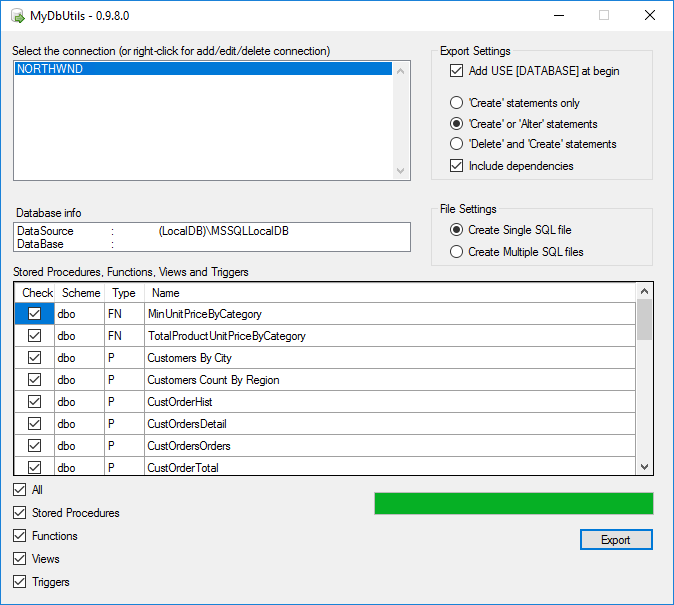 MyDbUtils - 0.9.8.0
Select the connection (or right-click for add/edit/delete connection)
NORTHWND
Export Settings
Add USE [DATABASE] at begin
'Create' statements only
'Create' or 'Alter' statements
'Delete' and 'Create' statements
Include dependencies
Database info
DataSource : (LocalDB)\MSSQLLocalDB
DataBase :
File Settings
Create Single SQL file
Create Multiple SQL files
Stored Procedures, Functions, Views and Triggers
Check Scheme Type Name
dbo FN MinUnitPriceByCategory
dbo FN TotalProductUnitPriceByCategory
dbo P Customers By City
dbo P Customers Count By Region
dbo P CustOrderHist
dbo P CustOrdersDetail
dbo P CustOrdersOrders
dbo P CustOrderTotal
All
Stored Procedures
Functions
Views
Triggers
Export